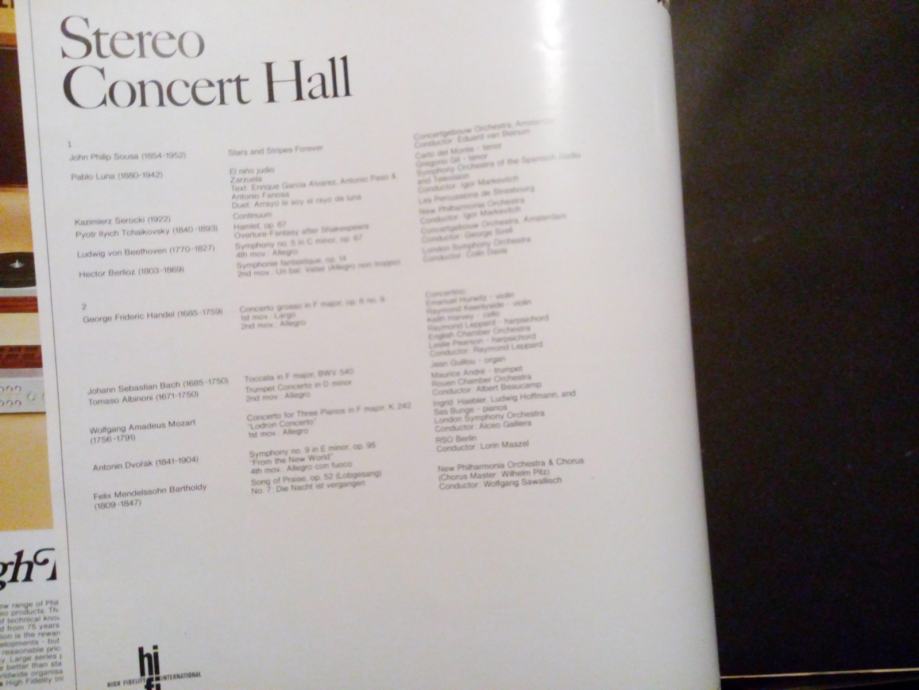 Stereo
Concert Hall
1
John Philip Sousa (1854-1952)
Stars and Stripes Forever
Concertgebouw Orchestra, Amsterdam
Conductor: Eduard van Beinum
Pablo Luna (1880-1942)
El niño judío
Zarzuela
Text: Enrique Garcia Alvarez, Antonio Paso &
Antonio
Duet: Arroyo le soy el rayo de luna
Carlo del Monte - tenor
Gregorio Gil - tenor
Symphony Orchestra of the Spanish Radio
and Television
Conductor: Igor Markevitch
Kazimierz Serocki (1922)
Continuum
Les Percussions de Strasbourg
Pyotr Ilyich Tchaikovsky (1840-1893)
Hamlet, op. 67
Overture-Fantasy after Shakespeare
New Philharmonia Orchestra
Conductor: Igor Markevitch
Ludwig von Beethoven (1770-1827)
Symphony no. 5 in C minor, op. 67
4th mov.: Allegro
Concertgebouw Orchestra, Amsterdam
Conductor: George Szell
Hector Berlioz (1803-1869)
Symphonie fantastique, op. 14
2nd mov.: Un bal: Valse (Allegro non troppo)
London Symphony Orchestra
Conductor: Colin Davis
2
George Frideric Handel (1685-1759)
Concerto grosso in F major, op. 6 no. 9
1st mov.: Largo
2nd mov.: Allegro
Concertino:
Emanuel Hurwitz - violin
Raymond Keenlyside - violin
Keith Harvey - cello
Raymond Leppard - harpsichord
English Chamber Orchestra
Leslie Pearson - harpsichord
Conductor: Raymond Leppard
Johann Sebastian Bach (1685-1750)
Toccata in F major, BWV 540
Jean Guillou - organ
Tomaso Albinoni (1671-1750)
Trumpet Concerto in D minor
2nd mov.: Allegro
Maurice André - trumpet
Rouen Chamber Orchestra
Conductor: Albert Beaucamp
Wolfgang Amadeus Mozart
(1756-1791)
Concerto for Three Pianos in F major, K. 242
"Lodron Concerto"
1st mov.: Allegro
Ingrid Haebler, Ludwig Hoffmann, and
Sas Bunge - pianos
London Symphony Orchestra
Conductor: Alceo Galliera
Antonin Dvořák (1841-1904)
Symphony no. 9 in E minor, op. 95
"From the New World"
4th mov.: Allegro con fuoco
RSO Berlin
Conductor: Lorin Maazel
Felix Mendelssohn Bartholdy
(1809-1847)
Song of Praise, op. 52 (Lobgesang)
No. 7: Die Nacht ist vergangen
New Philharmonia Orchestra & Chorus
(Chorus Master: Wilhelm Pitz)
Conductor: Wolfgang Sawallisch
hi
fi
HIGH FIDELITY INTERNATIONAL